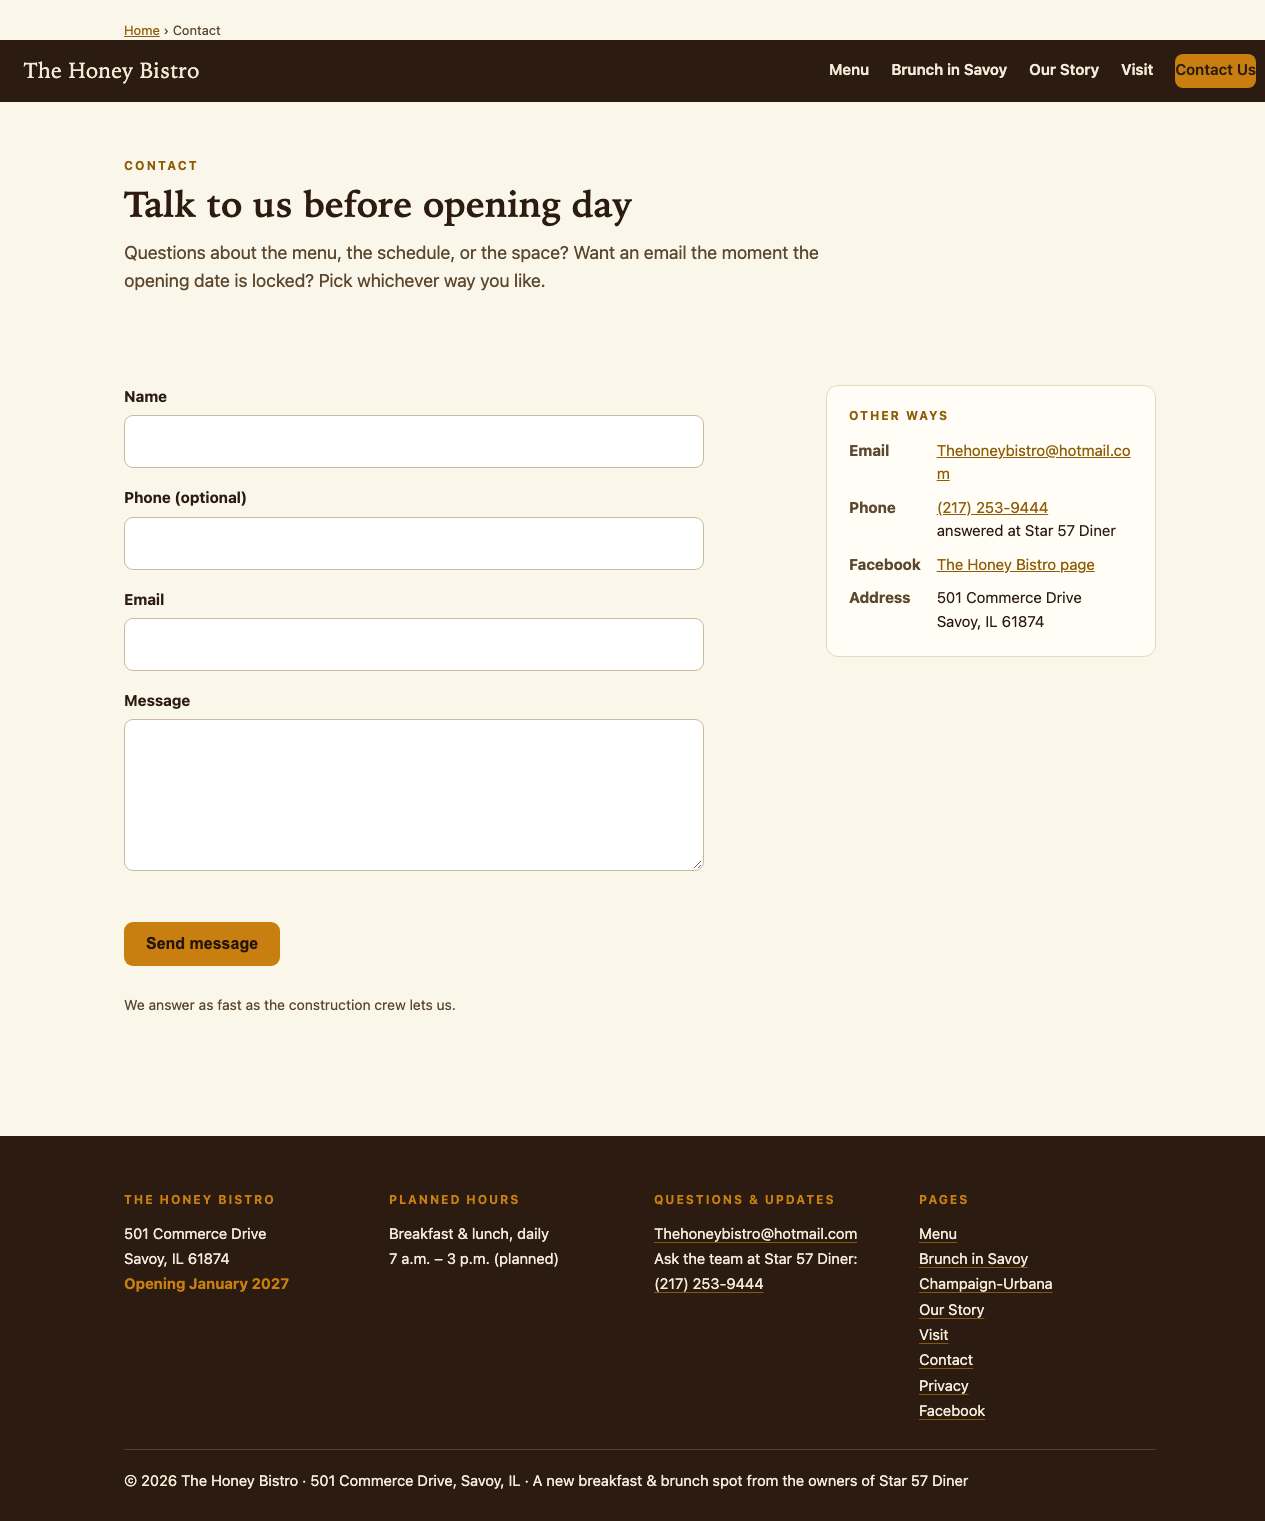 Home › Contact
The Honey Bistro
Menu
Brunch in Savoy
Our Story
Visit
Contact Us
CONTACT
Talk to us before opening day
Questions about the menu, the schedule, or the space? Want an email the moment the
opening date is locked? Pick whichever way you like.
Name
Phone (optional)
Email
Message
Send message
We answer as fast as the construction crew lets us.
OTHER WAYS
Email
Thehoneybistro@hotmail.co
m
Phone
(217) 253-9444
answered at Star 57 Diner
Facebook
The Honey Bistro page
Address
501 Commerce Drive
Savoy, IL 61874
THE HONEY BISTRO
501 Commerce Drive
Savoy, IL 61874
Opening January 2027
PLANNED HOURS
Breakfast & lunch, daily
7 a.m. – 3 p.m. (planned)
QUESTIONS & UPDATES
Thehoneybistro@hotmail.com
Ask the team at Star 57 Diner:
(217) 253-9444
PAGES
Menu
Brunch in Savoy
Champaign-Urbana
Our Story
Visit
Contact
Privacy
Facebook
© 2026 The Honey Bistro · 501 Commerce Drive, Savoy, IL · A new breakfast & brunch spot from the owners of Star 57 Diner